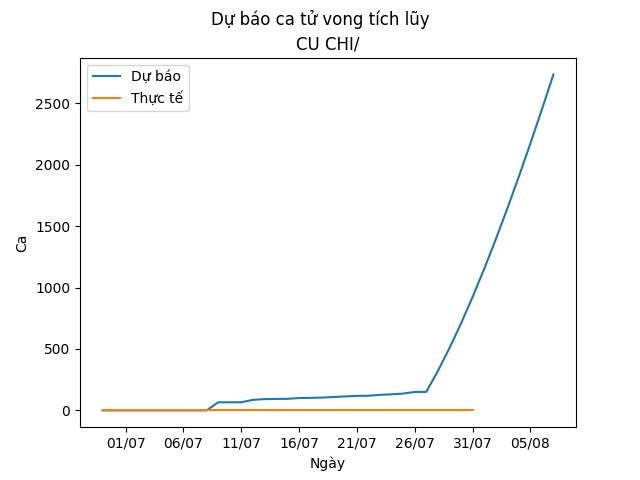 Dự báo ca tử vong tích lũy
CU CHI/
Dự báo
Thực tế
2500
2000
1500
1000
500
0
Ca
01/07 06/07 11/07 16/07 21/07 26/07 31/07 05/08
Ngày